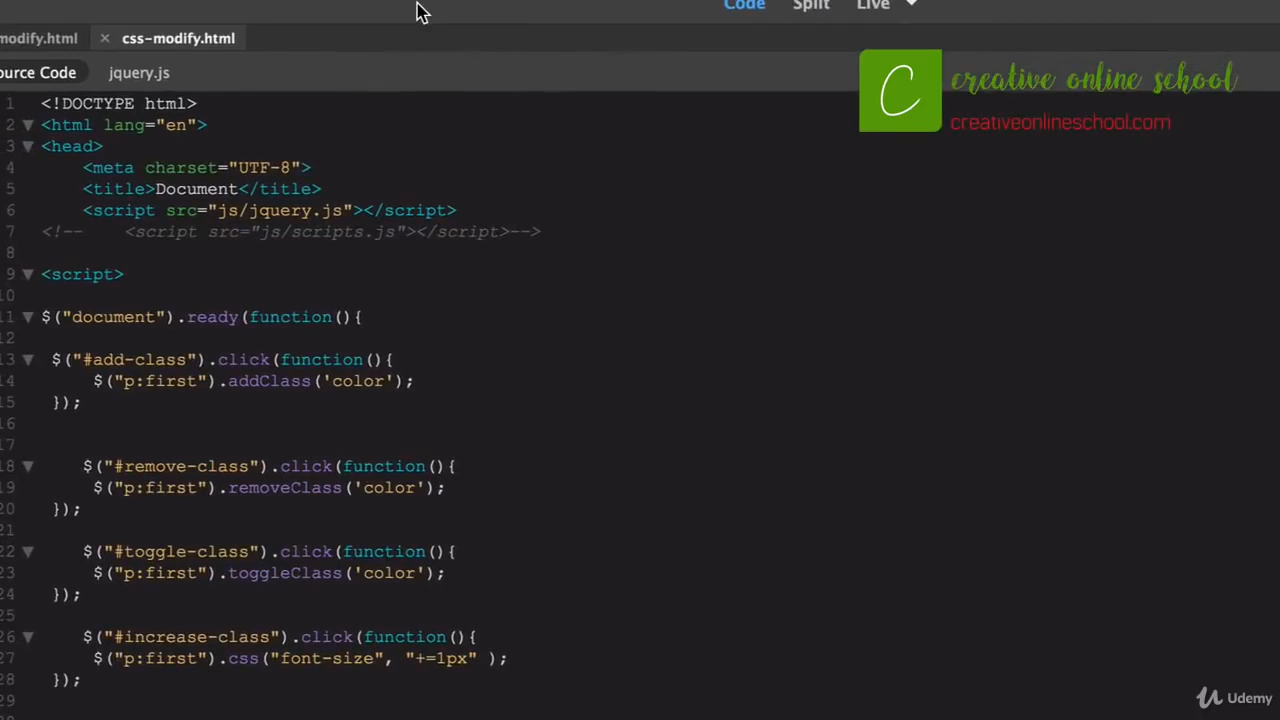 Code Split Live
modify.html × css-modify.html
ource Code jquery.js
C creative online school
creativeonlineschool.com
1 <!DOCTYPE html>
2 <html lang="en">
3 <head>
4 <meta charset="UTF-8">
5 <title>Document</title>
6 <script src="js/jquery.js"></script>
7 <!-- <script src="js/scripts.js"></script>-->
8
9 <script>
10
11 $("document").ready(function(){
12
13 $("#add-class").click(function(){
14 $("p:first").addClass('color');
15 });
16
17
18 $("#remove-class").click(function(){
19 $("p:first").removeClass('color');
20 });
21
22 $("#toggle-class").click(function(){
23 $("p:first").toggleClass('color');
24 });
25
26 $("#increase-class").click(function(){
27 $("p:first").css("font-size", "+=1px" );
28 });
29
Udemy